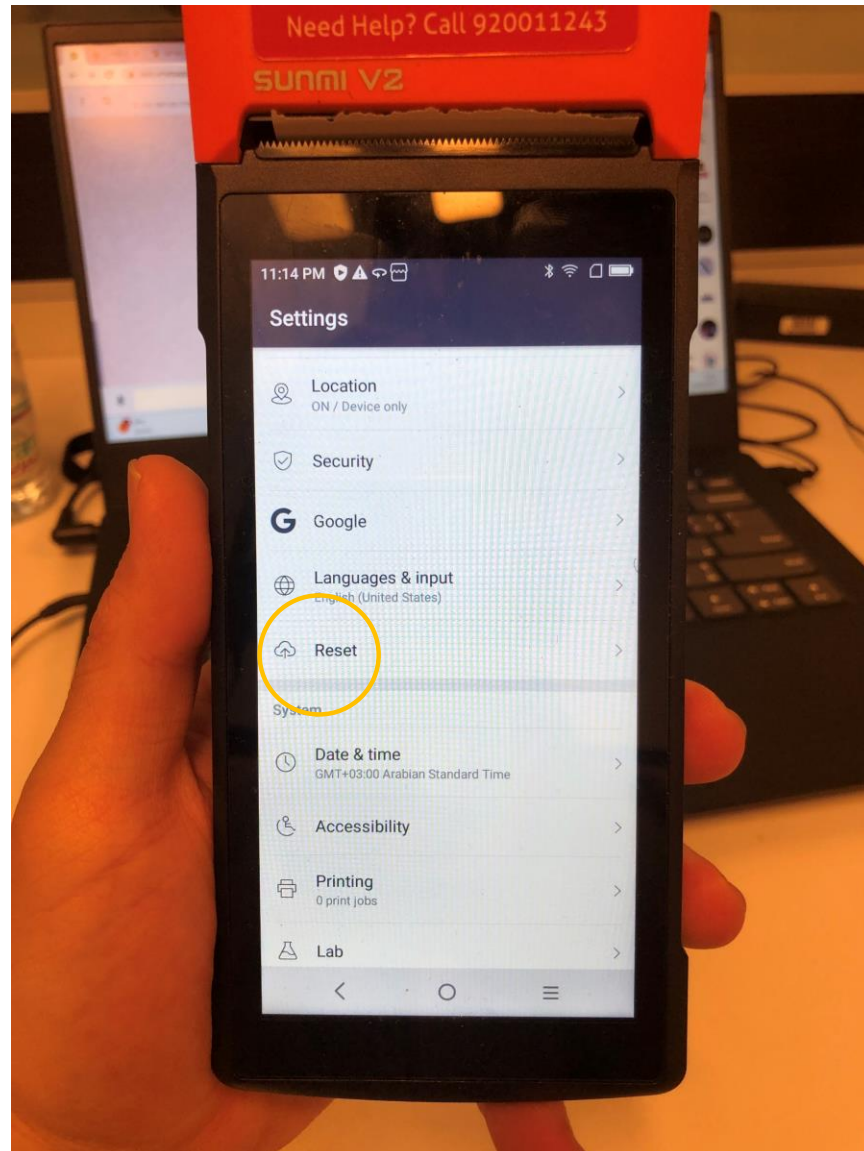 Need Help? Call 920011243
SUNMI V2
11:14 PM
Settings
Location
ON / Device only
Security
G Google
Languages & input
English (United States)
Reset
System
Date & time
GMT+03:00 Arabian Standard Time
Accessibility
Printing
0 print jobs
Lab